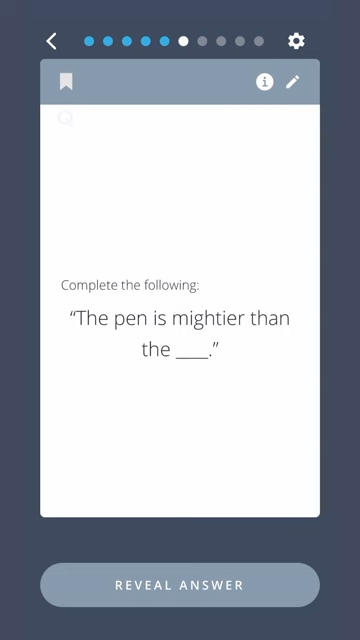 Q
Complete the following:
“The pen is mightier than
the ____.”
REVEAL ANSWER